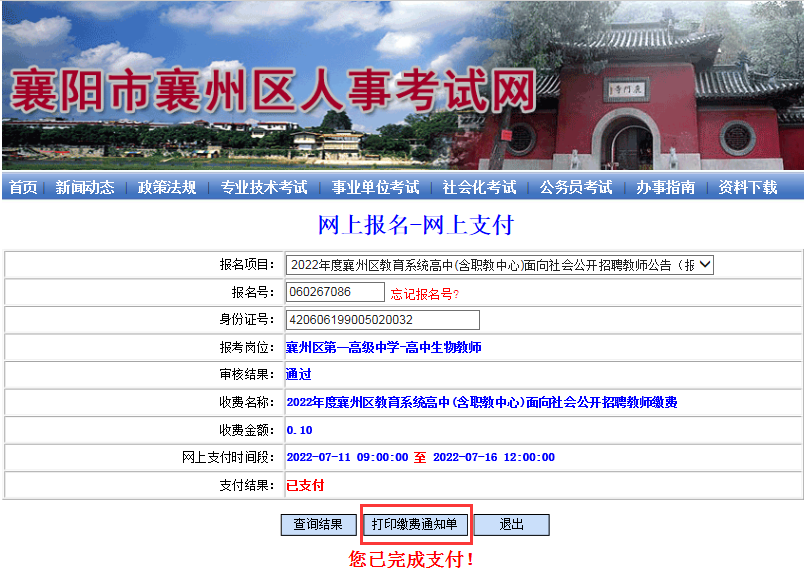 襄阳市襄州区人事考试网
首页 | 新闻动态 | 政策法规 | 专业技术考试 | 事业单位考试 | 社会化考试 | 公务员考试 | 办事指南 | 资料下载
网上报名-网上支付
报名项目： 2022年度襄州区教育系统高中(含职教中心)面向社会公开招聘教师公告（报
报名号： 060267086 忘记报名号?
身份证号： 420606199005020032
报考岗位： 襄州区第一高级中学-高中生物教师
审核结果： 通过
收费名称： 2022年度襄州区教育系统高中(含职教中心)面向社会公开招聘教师缴费
收费金额： 0.10
网上支付时间段： 2022-07-11 09:00:00 至 2022-07-16 12:00:00
支付结果： 已支付
查询结果 打印缴费通知单 退出
您已完成支付！